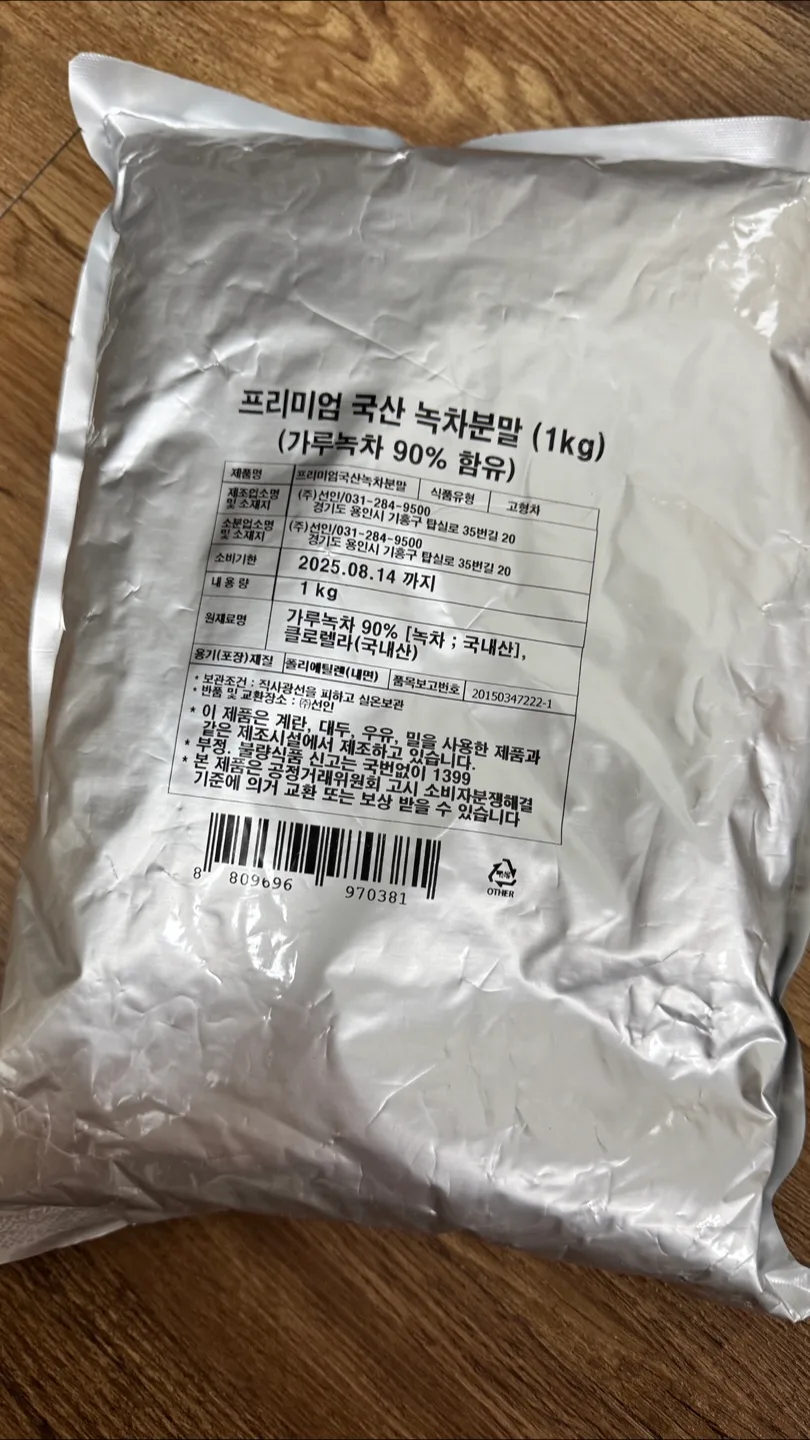 프리미엄 국산 녹차분말 (1kg)
(가루녹차 90% 함유)
제품명 프리미엄국산녹차분말 식품유형 고형차
제조업소명 및 소재지 (주)선인/031-284-9500
경기도 용인시 기흥구 탑실로 35번길 20
소분업소명 및 소재지 (주)선인/031-284-9500
경기도 용인시 기흥구 탑실로 35번길 20
소비기한 2025.08.14 까지
내 용 량 1 kg
원재료명 가루녹차 90% [녹차 ; 국내산],
클로렐라(국내산)
용기(포장)재질 폴리에틸렌(내면) 품목보고번호 20150347222-1
* 보관조건 : 직사광선을 피하고 실온보관
* 반품 및 교환장소 : ㈜선인
* 이 제품은 계란, 대두, 우유, 밀을 사용한 제품과
같은 제조시설에서 제조하고 있습니다.
* 부정. 불량식품 신고는 국번없이 1399
* 본 제품은 공정거래위원회 고시 소비자분쟁해결
기준에 의거 교환 또는 보상 받을 수 있습니다
8 809696 970381
OTHER